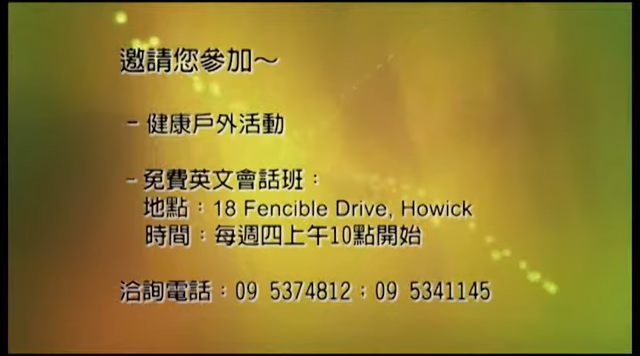 邀請您參加～
- 健康戶外活動
- 免費英文會話班：
地點：18 Fencible Drive, Howick
時間：每週四上午10點開始
洽詢電話：09 5374812；09 5341145